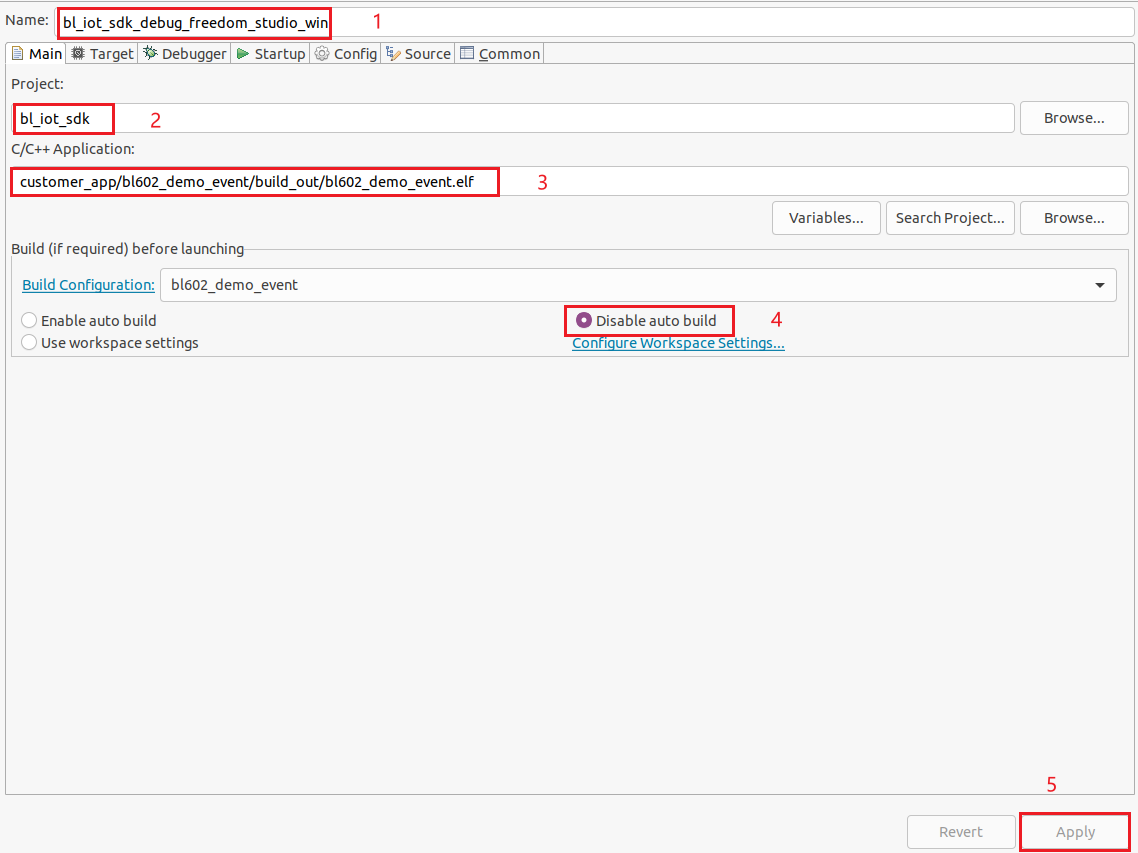 Name: bl_iot_sdk_debug_freedom_studio_win 1
Main Target Debugger Startup Config Source Common
Project:
bl_iot_sdk 2 Browse...
C/C++ Application:
customer_app/bl602_demo_event/build_out/bl602_demo_event.elf 3
Variables... Search Project... Browse...
Build (if required) before launching
Build Configuration: bl602_demo_event
Enable auto build Disable auto build 4
Use workspace settings Configure Workspace Settings...
5
Revert Apply